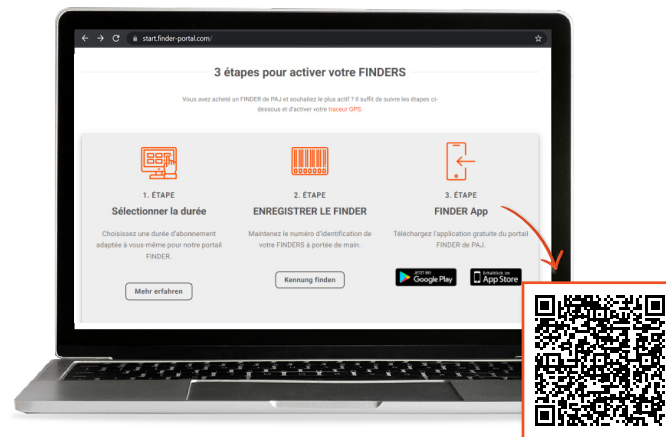 start.finder-portal.com/
3 étapes pour activer votre FINDERS
Vous avez acheté un FINDER de PAJ et souhaitez le plus actif ? Il suffit de suivre les étapes ci-
dessous et d'activer votre traceur GPS.
1. ÉTAPE
Sélectionner la durée
Choisissez une durée d'abonnement
adaptée à vous-même pour notre portail
FINDER.
Mehr erfahren
2. ÉTAPE
ENREGISTRER LE FINDER
Maintenez le numéro d'identification de
votre FINDERS à portée de main.
Kennung finden
3. ÉTAPE
FINDER App
Téléchargez l'application gratuite du portail
FINDER de PAJ.
JETZT BEI
Google Play
Erhältlich im
App Store